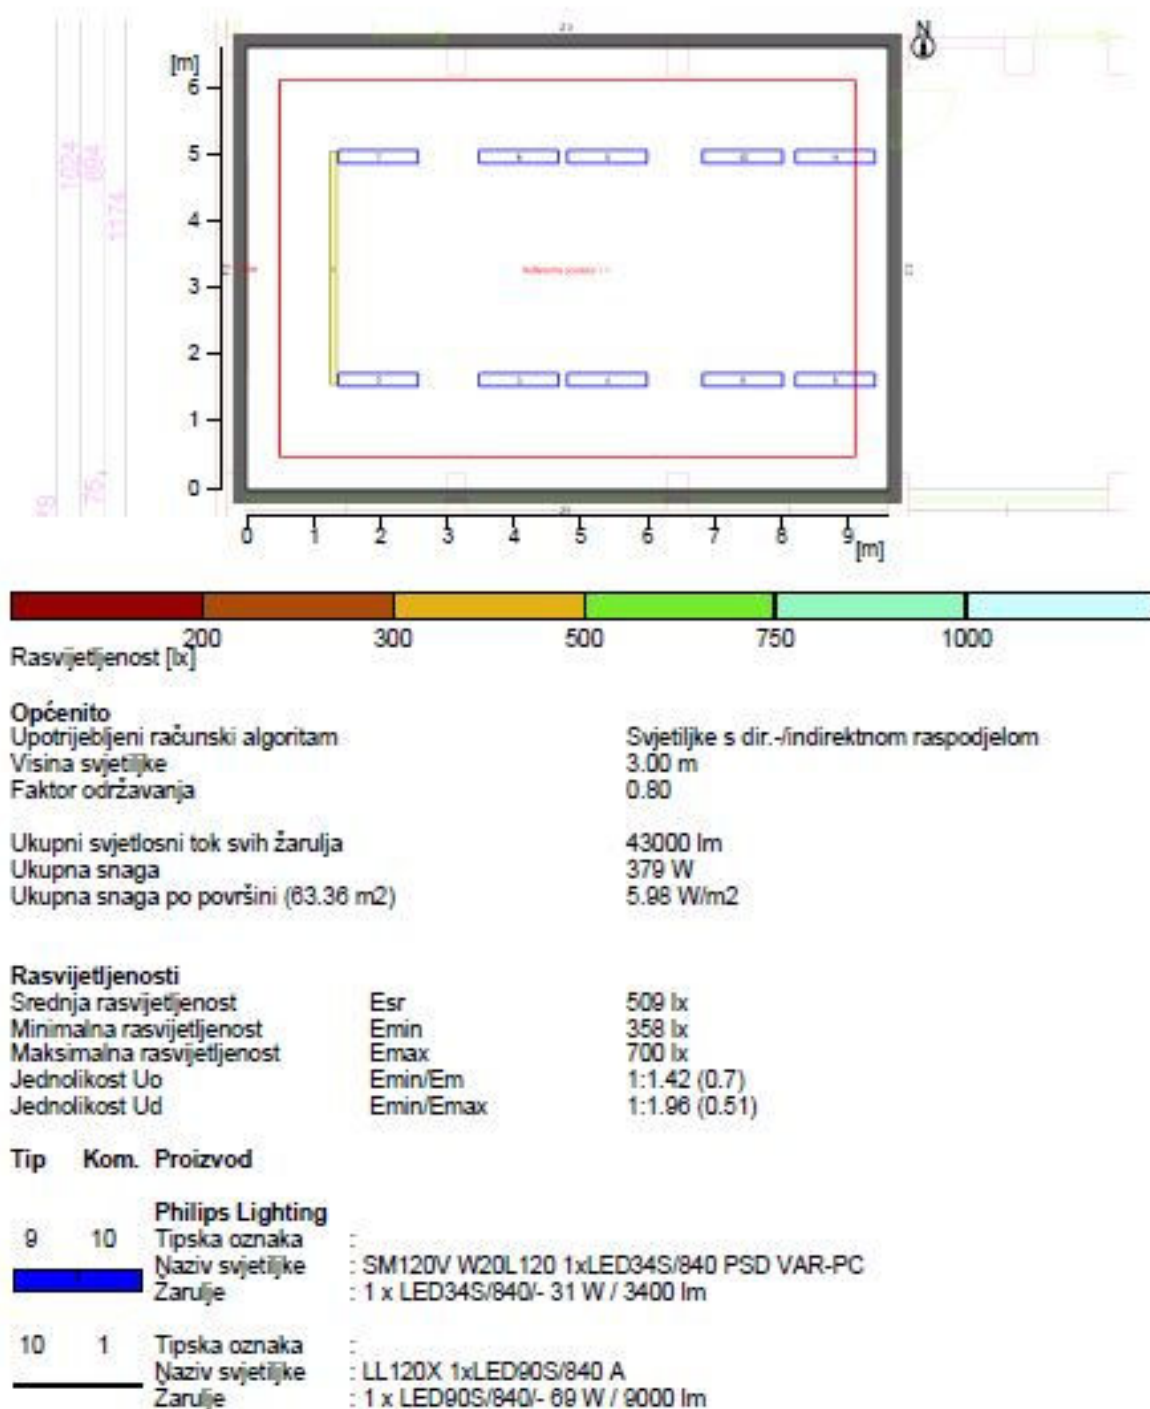 N
[m]
6
5
4
3
2
1
0
1024
694
1174
75
0 1 2 3 4 5 6 7 8 9
[m]
200 300 500 750 1000
Rasvijetljenost [lx]
Općenito
Upotrijebljeni računski algoritam Svjetiljke s dir.-/indirektnom raspodjelom
Visina svjetiljke 3.00 m
Faktor održavanja 0.80
Ukupni svjetlosni tok svih žarulja 43000 lm
Ukupna snaga 379 W
Ukupna snaga po površini (63.36 m2) 5.98 W/m2
Rasvijetljenosti
Srednja rasvijetljenost Esr 509 lx
Minimalna rasvijetljenost Emin 358 lx
Maksimalna rasvijetljenost Emax 700 lx
Jednolikost Uo Emin/Em 1:1.42 (0.7)
Jednolikost Ud Emin/Emax 1:1.96 (0.51)
Tip Kom. Proizvod
Philips Lighting
9 10 Tipska oznaka :
Naziv svjetiljke : SM120V W20L120 1xLED34S/840 PSD VAR-PC
Žarulje : 1 x LED34S/840/- 31 W / 3400 lm
10 1 Tipska oznaka :
Naziv svjetiljke : LL120X 1xLED90S/840 A
Žarulje : 1 x LED90S/840/- 69 W / 9000 lm